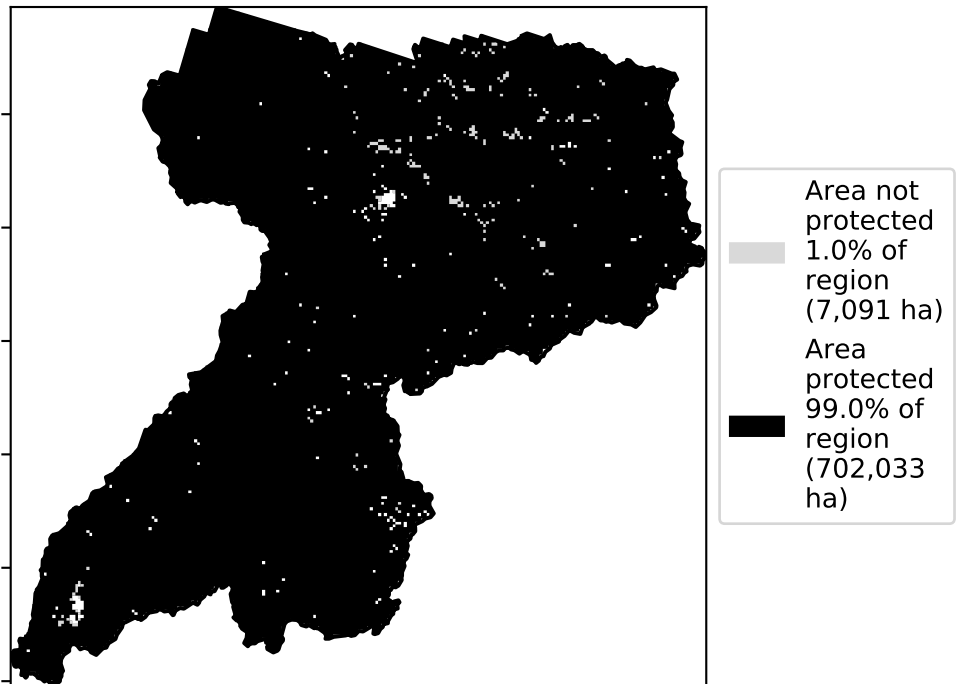 Area not
protected
1.0% of
region
(7,091 ha)
Area
protected
99.0% of
region
(702,033
ha)